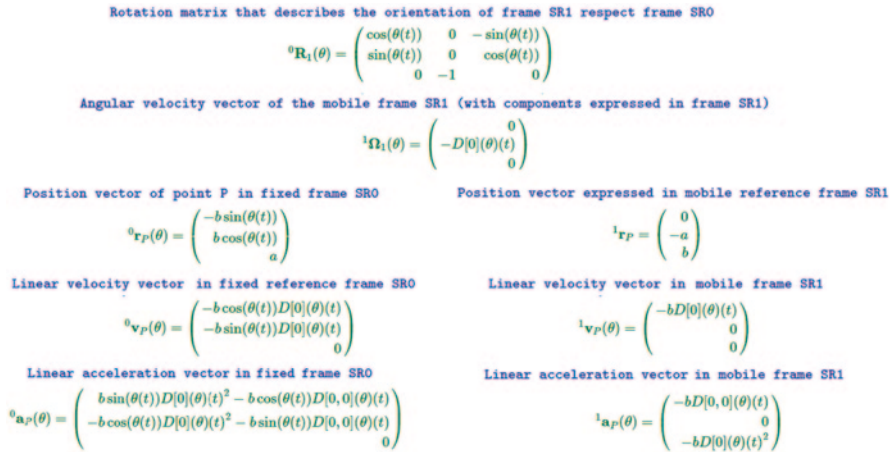 Rotation matrix that describes the orientation of frame SR1 respect frame SR0
⁰R₁(θ) = ( cos(θ(t)) 0 −sin(θ(t)) ; sin(θ(t)) 0 cos(θ(t)) ; 0 −1 0 )
Angular velocity vector of the mobile frame SR1 (with components expressed in frame SR1)
¹Ω₁(θ) = ( 0 ; −D[0](θ)(t) ; 0 )
Position vector of point P in fixed frame SR0
⁰r_P(θ) = ( −b sin(θ(t)) ; b cos(θ(t)) ; a )
Position vector expressed in mobile reference frame SR1
¹r_P = ( 0 ; −a ; b )
Linear velocity vector in fixed reference frame SR0
⁰v_P(θ) = ( −b cos(θ(t))D[0](θ)(t) ; −b sin(θ(t))D[0](θ)(t) ; 0 )
Linear velocity vector in mobile frame SR1
¹v_P(θ) = ( −bD[0](θ)(t) ; 0 ; 0 )
Linear acceleration vector in fixed frame SR0
⁰a_P(θ) = ( b sin(θ(t))D[0](θ)(t)² − b cos(θ(t))D[0,0](θ)(t) ; −b cos(θ(t))D[0](θ)(t)² − b sin(θ(t))D[0,0](θ)(t) ; 0 )
Linear acceleration vector in mobile frame SR1
¹a_P(θ) = ( −bD[0,0](θ)(t) ; 0 ; −bD[0](θ)(t)² )